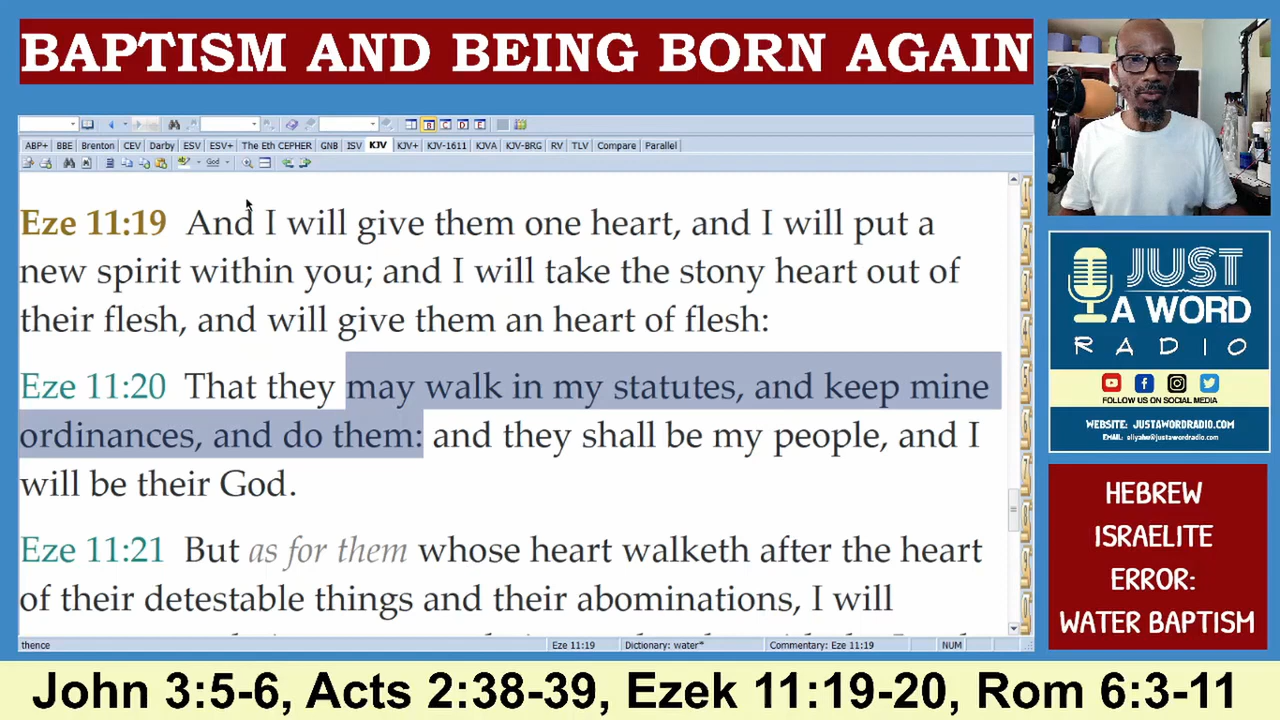 BAPTISM AND BEING BORN AGAIN
ABP+ BBE Brenton CEV Darby ESV ESV+ The Eth CEPHER GNB ISV KJV KJV+ KJV-1611 KJVA KJV-BRG RV TLV Compare Parallel
Eze 11:19 And I will give them one heart, and I will put a
new spirit within you; and I will take the stony heart out of
their flesh, and will give them an heart of flesh:
Eze 11:20 That they may walk in my statutes, and keep mine
ordinances, and do them: and they shall be my people, and I
will be their God.
Eze 11:21 But as for them whose heart walketh after the heart
of their detestable things and their abominations, I will
thence Eze 11:19 Dictionary: water* Commentary: Eze 11:19 NUM
JUST
A WORD
RADIO
FOLLOW US ON SOCIAL MEDIA
WEBSITE: JUSTAWORDRADIO.COM
EMAIL: eliyahu@justawordradio.com
HEBREW
ISRAELITE
ERROR:
WATER BAPTISM
John 3:5-6, Acts 2:38-39, Ezek 11:19-20, Rom 6:3-11